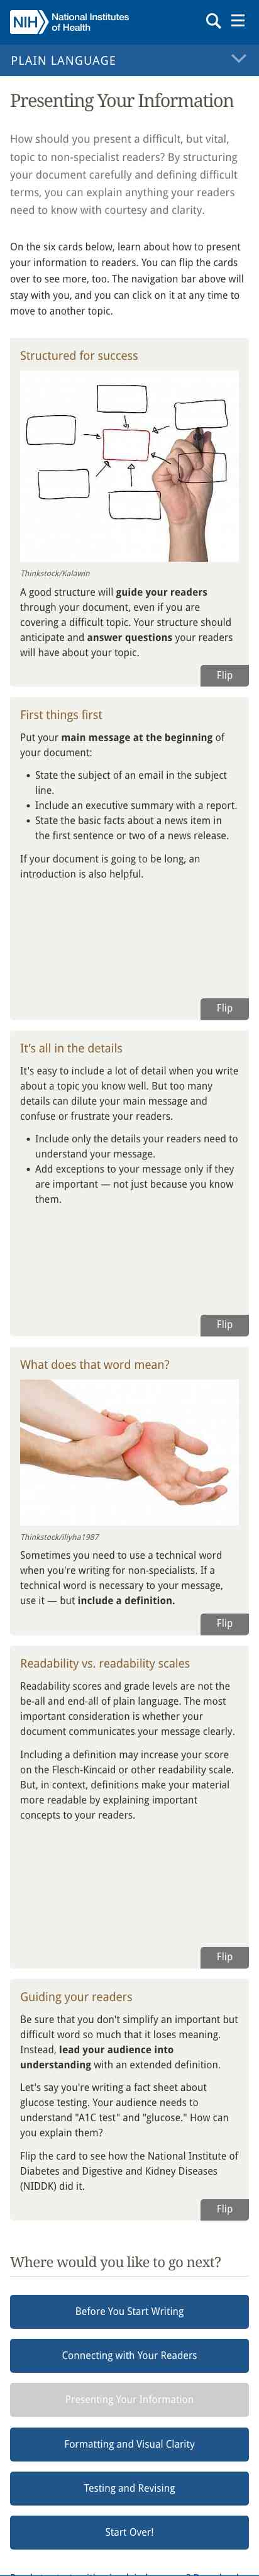 NIH National Institutes
of Health
PLAIN LANGUAGE
Presenting Your Information
How should you present a difficult, but vital,
topic to non-specialist readers? By structuring
your document carefully and defining difficult
terms, you can explain anything your readers
need to know with courtesy and clarity.
On the six cards below, learn about how to present
your information to readers. You can flip the cards
over to see more, too. The navigation bar above will
stay with you, and you can click on it at any time to
move to another topic.
Structured for success
Thinkstock/Kalawin
A good structure will guide your readers
through your document, even if you are
covering a difficult topic. Your structure should
anticipate and answer questions your readers
will have about your topic.
Flip
First things first
Put your main message at the beginning of
your document:
• State the subject of an email in the subject
line.
• Include an executive summary with a report.
• State the basic facts about a news item in
the first sentence or two of a news release.
If your document is going to be long, an
introduction is also helpful.
Flip
It's all in the details
It's easy to include a lot of detail when you write
about a topic you know well. But too many
details can dilute your main message and
confuse or frustrate your readers.
• Include only the details your readers need to
understand your message.
• Add exceptions to your message only if they
are important — not just because you know
them.
Flip
What does that word mean?
Thinkstock/iliyha1987
Sometimes you need to use a technical word
when you're writing for non-specialists. If a
technical word is necessary to your message,
use it — but include a definition.
Flip
Readability vs. readability scales
Readability scores and grade levels are not the
be-all and end-all of plain language. The most
important consideration is whether your
document communicates your message clearly.
Including a definition may increase your score
on the Flesch-Kincaid or other readability scale.
But, in context, definitions make your material
more readable by explaining important
concepts to your readers.
Flip
Guiding your readers
Be sure that you don't simplify an important but
difficult word so much that it loses meaning.
Instead, lead your audience into
understanding with an extended definition.
Let's say you're writing a fact sheet about
glucose testing. Your audience needs to
understand "A1C test" and "glucose." How can
you explain them?
Flip the card to see how the National Institute of
Diabetes and Digestive and Kidney Diseases
(NIDDK) did it.
Flip
Where would you like to go next?
Before You Start Writing
Connecting with Your Readers
Presenting Your Information
Formatting and Visual Clarity
Testing and Revising
Start Over!